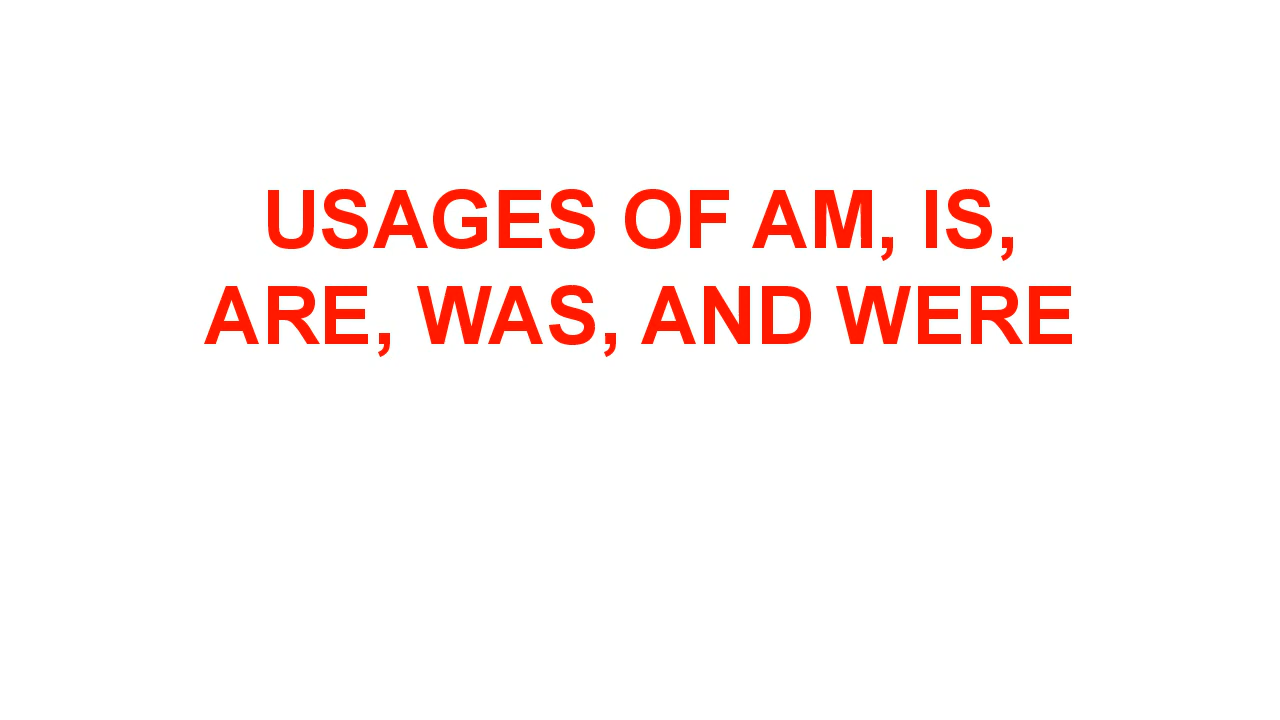 USAGES OF AM, IS,
ARE, WAS, AND WERE